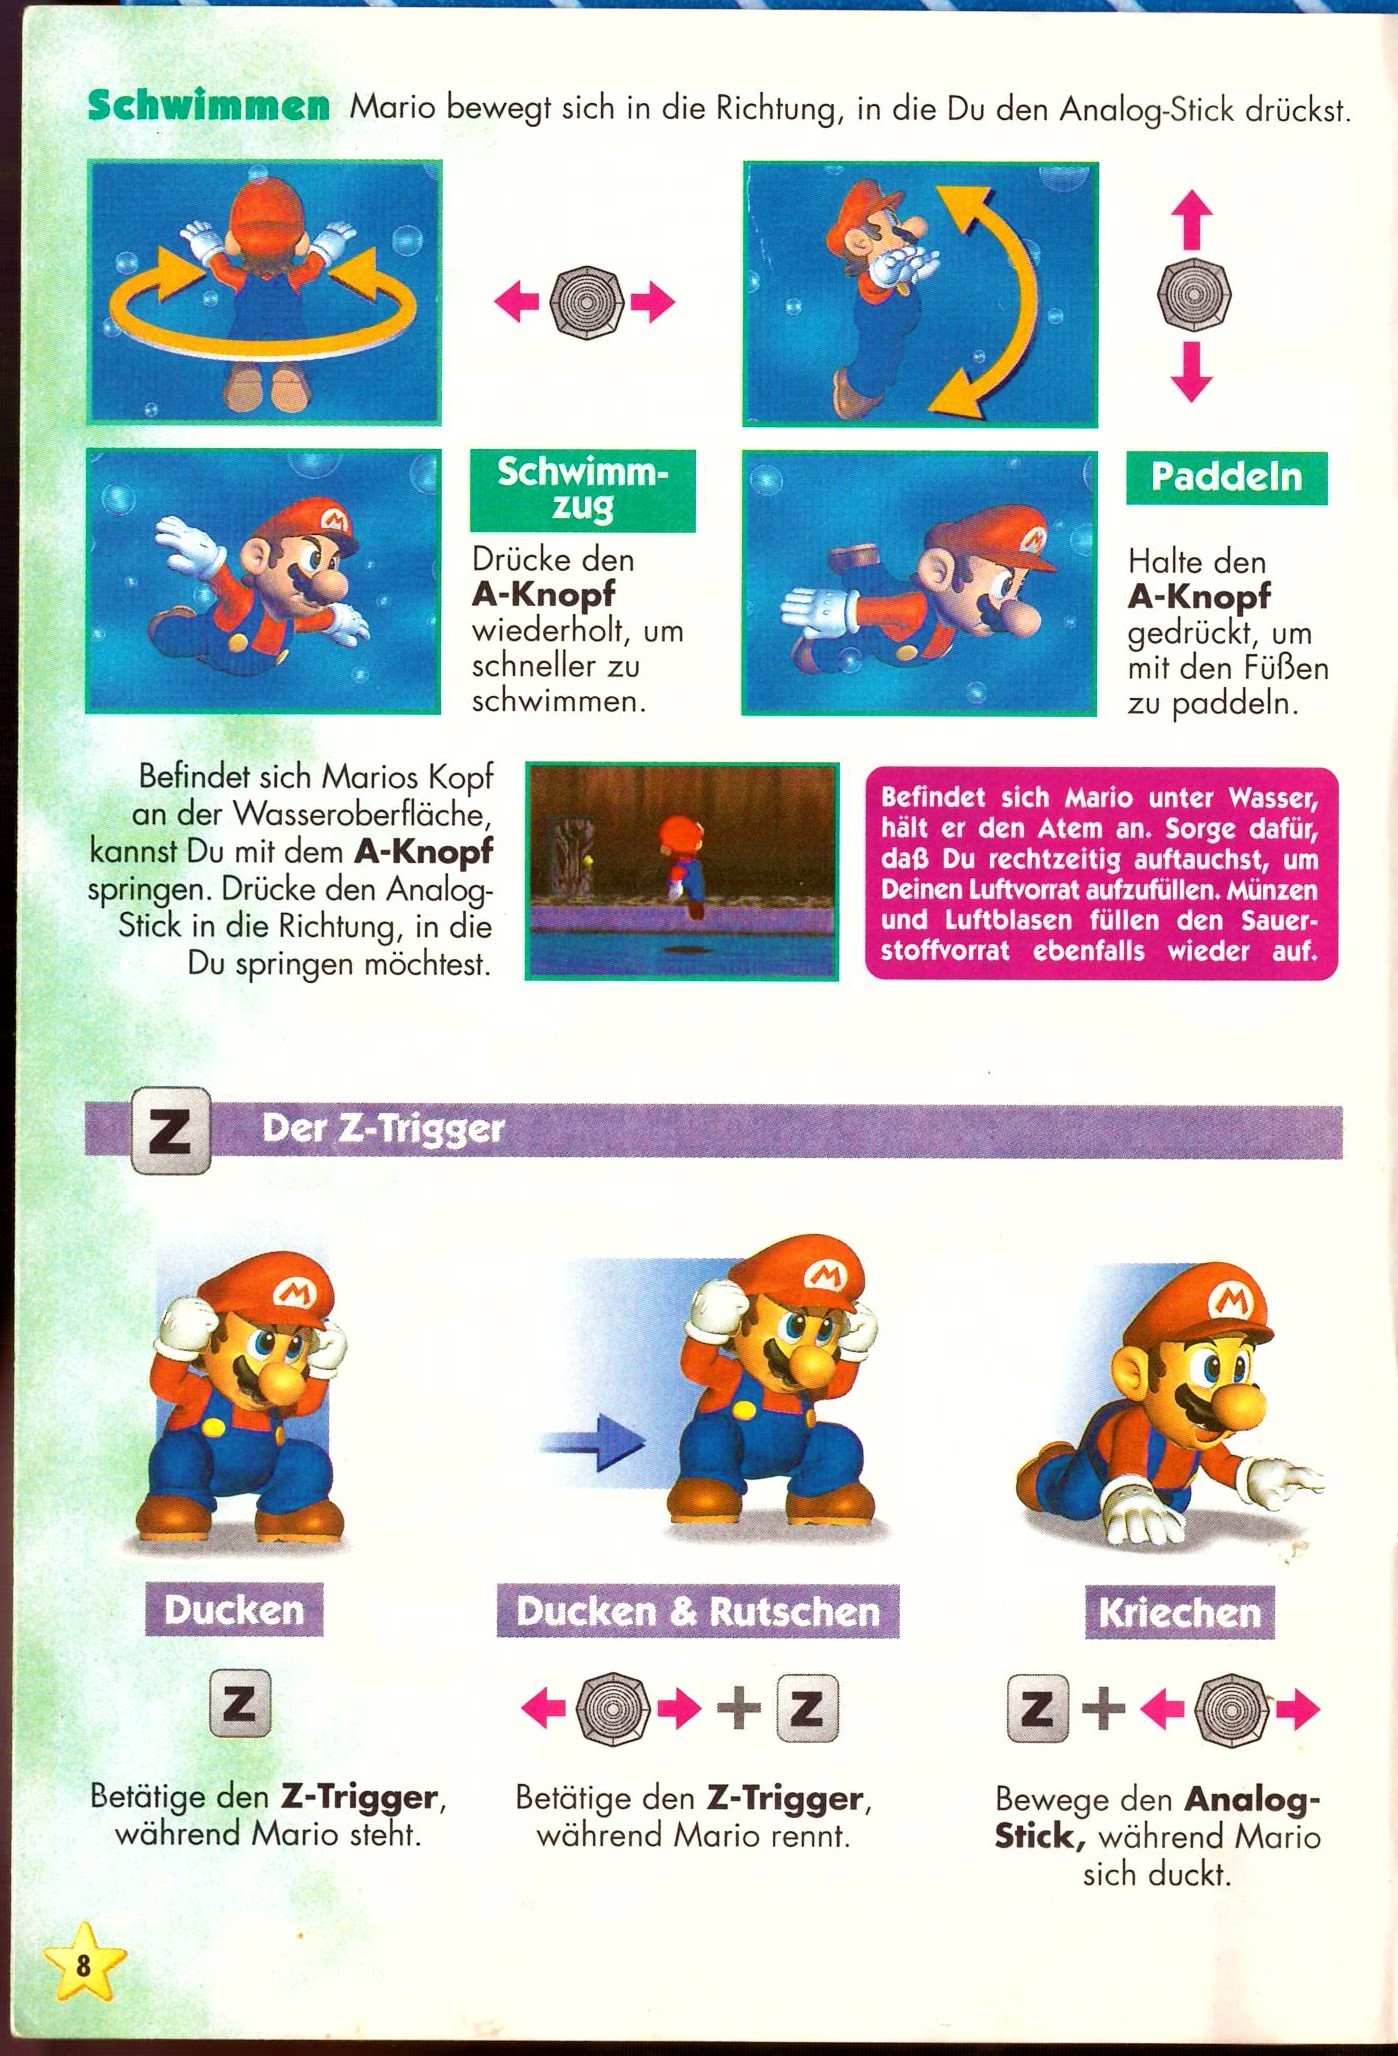 Schwimmen Mario bewegt sich in die Richtung, in die Du den Analog-Stick drückst.
Schwimm-
zug
Drücke den
A-Knopf
wiederholt, um
schneller zu
schwimmen.
Paddeln
Halte den
A-Knopf
gedrückt, um
mit den Füßen
zu paddeln.
Befindet sich Marios Kopf
an der Wasseroberfläche,
kannst Du mit dem A-Knopf
springen. Drücke den Analog-
Stick in die Richtung, in die
Du springen möchtest.
Befindet sich Mario unter Wasser,
hält er den Atem an. Sorge dafür,
daß Du rechtzeitig auftauchst, um
Deinen Luftvorrat aufzufüllen. Münzen
und Luftblasen füllen den Sauer-
stoffvorrat ebenfalls wieder auf.
Z Der Z-Trigger
Ducken
Z
Betätige den Z-Trigger,
während Mario steht.
Ducken & Rutschen
+ Z
Betätige den Z-Trigger,
während Mario rennt.
Kriechen
Z +
Bewege den Analog-
Stick, während Mario
sich duckt.
8